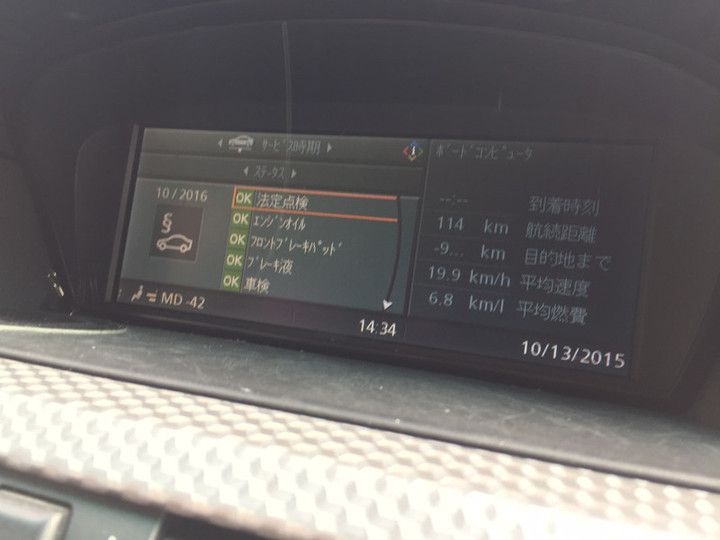 サービス時期
ステータス
10/2016
§
OK 法定点検
OK エンジンオイル
OK フロントブレーキパッド
OK ブレーキ液
OK 車検
MD -42
14:34
ボードコンピュータ
--:-- 到着時刻
114 km 航続距離
-9... km 目的地まで
19.9 km/h 平均速度
6.8 km/l 平均燃費
10/13/2015